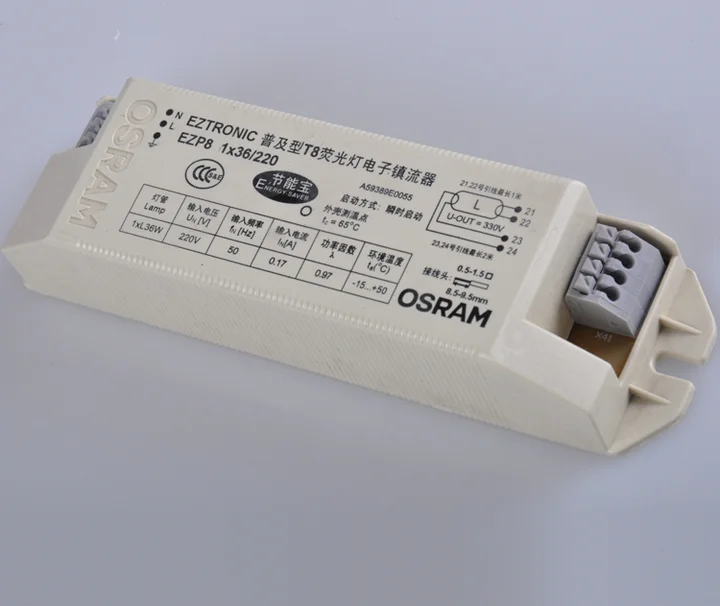 OSRAM
N
L
EZTRONIC 普及型T8荧光灯电子镇流器
EZP8 1x36/220
CCC S&E
节能宝
ENERGY SAVER
A59389E0055
启动方式：瞬时启动
外壳测温点
tc = 65°C
21,22号引线最长1米
L
U-OUT = 330V
21
22
23
24
23,24号引线最长2米
灯管 Lamp
输入电压 UN [V]
输入频率 fN [Hz]
输入电流 IN[A]
功率因数 λ
环境温度 ta(°C)
1xL36W
220V
50
0.17
0.97
-15...+50
接线头:
0.5-1.5
8.5-9.5mm
OSRAM
X41